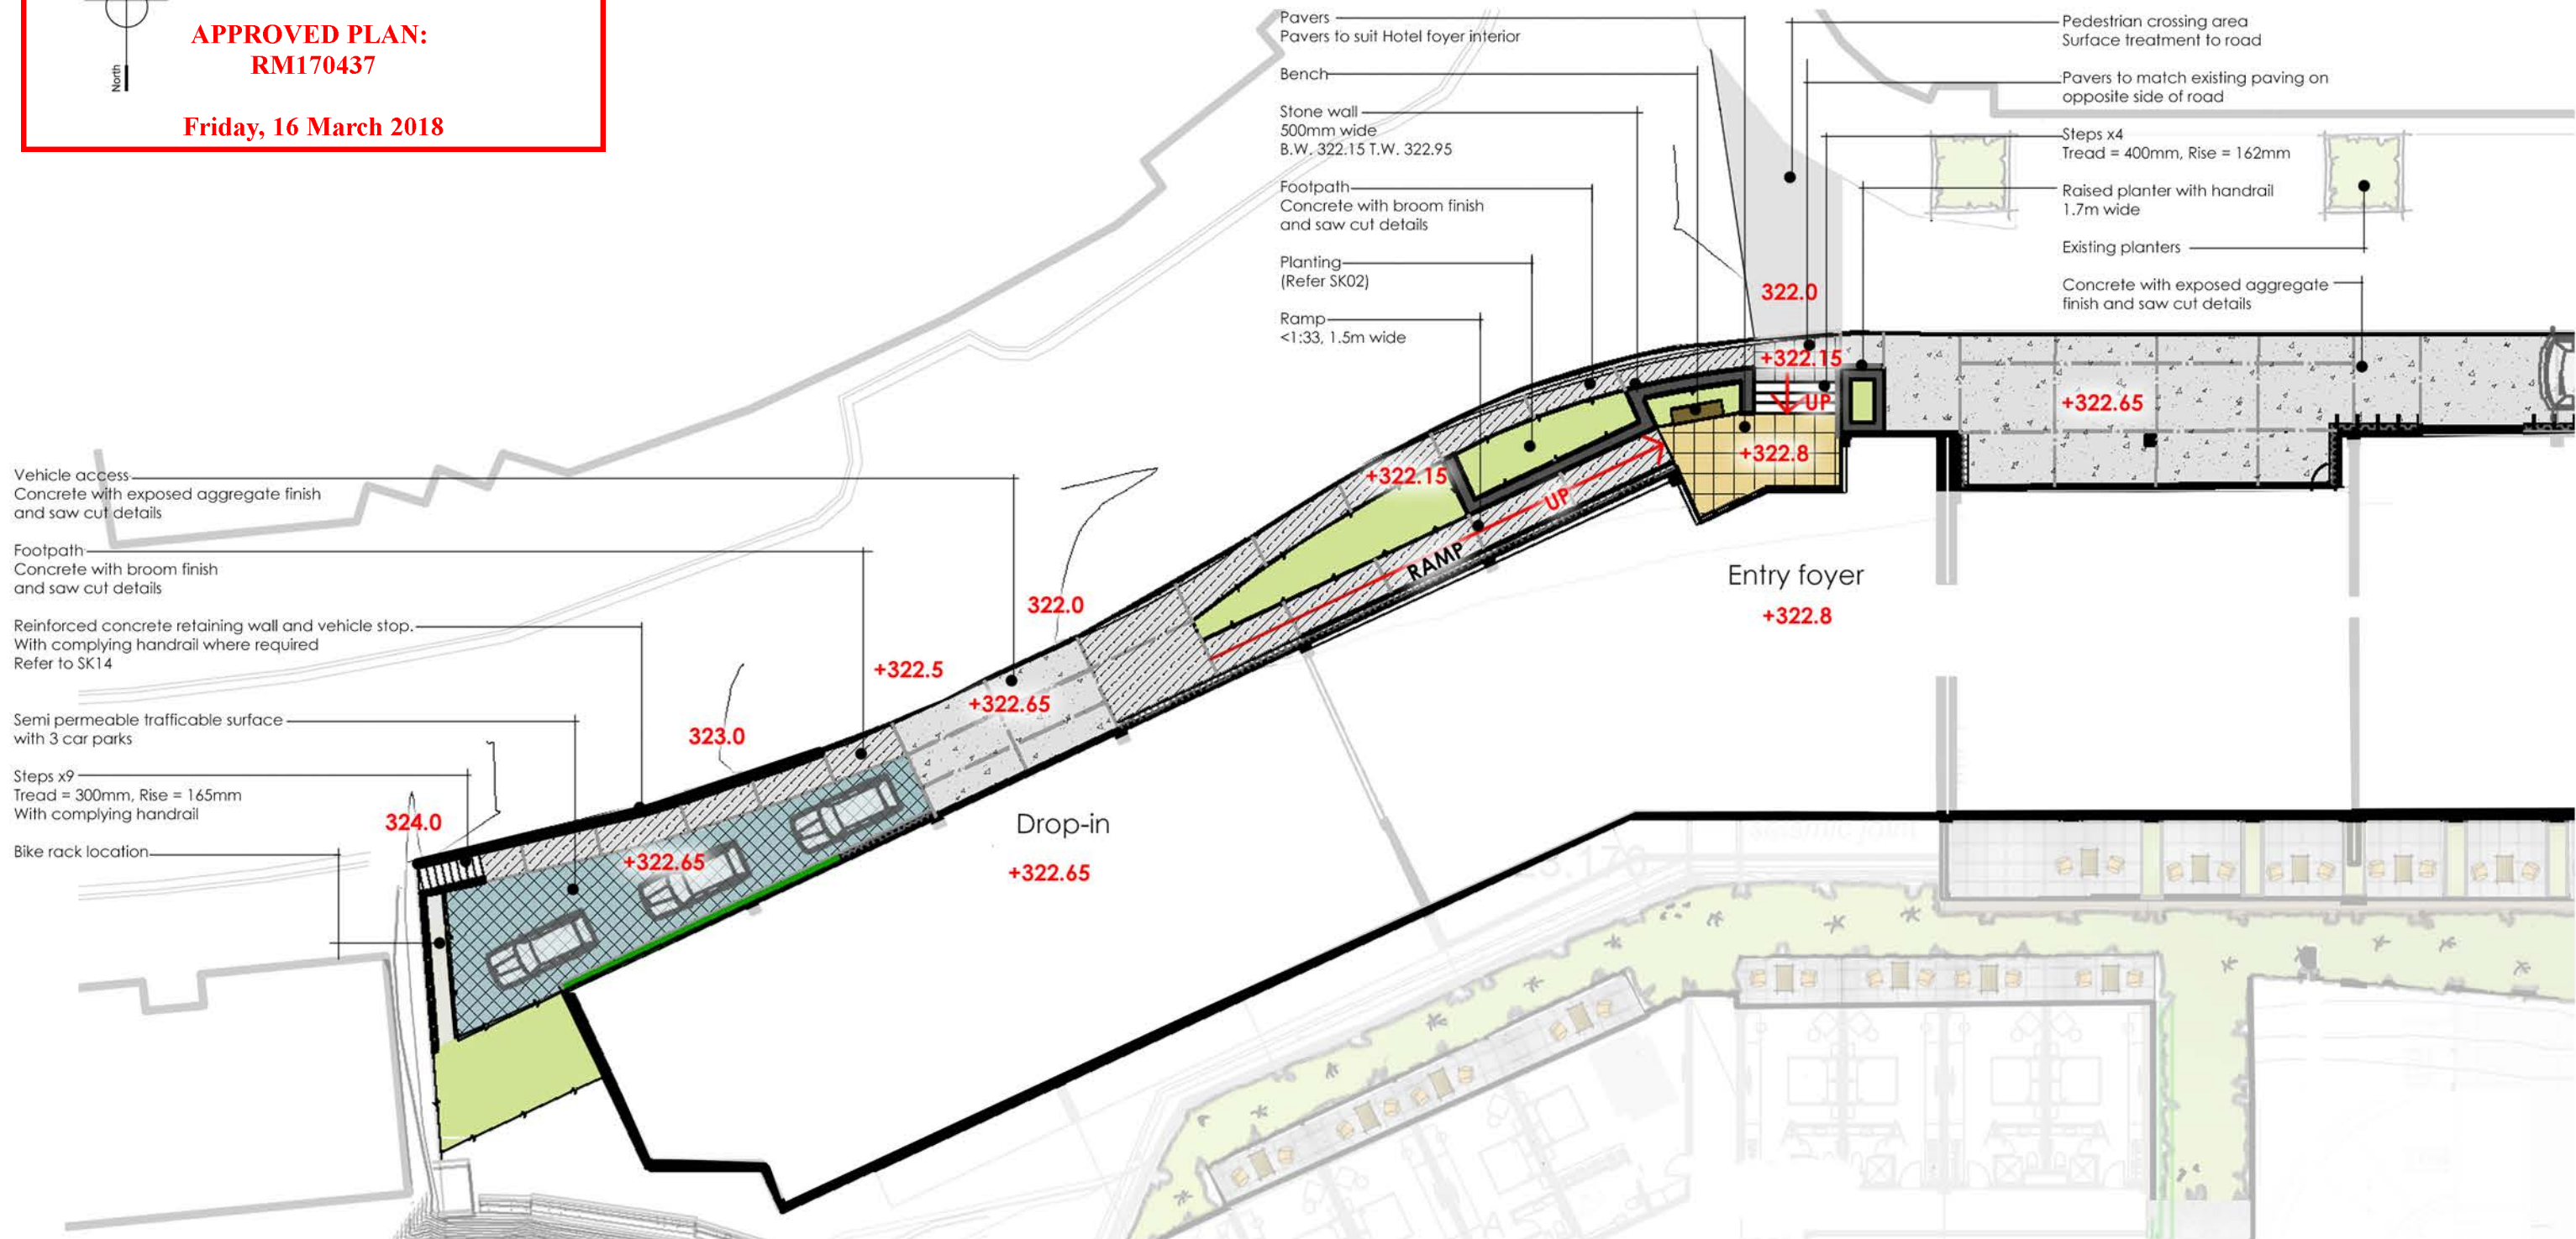 APPROVED PLAN:
RM170437
Friday, 16 March 2018
North
Pavers
Pavers to suit Hotel foyer interior
Bench
Stone wall
500mm wide
B.W. 322.15 T.W. 322.95
Footpath
Concrete with broom finish
and saw cut details
Planting
(Refer SK02)
Ramp
<1:33, 1.5m wide
Pedestrian crossing area
Surface treatment to road
Pavers to match existing paving on
opposite side of road
Steps x4
Tread = 400mm, Rise = 162mm
Raised planter with handrail
1.7m wide
Existing planters
Concrete with exposed aggregate
finish and saw cut details
322.0
+322.15
UP
+322.65
+322.8
+322.15
UP
RAMP
Entry foyer
+322.8
Vehicle access
Concrete with exposed aggregate finish
and saw cut details
Footpath
Concrete with broom finish
and saw cut details
Reinforced concrete retaining wall and vehicle stop.
With complying handrail where required
Refer to SK14
Semi permeable trafficable surface
with 3 car parks
Steps x9
Tread = 300mm, Rise = 165mm
With complying handrail
Bike rack location
322.0
+322.5
+322.65
323.0
324.0
+322.65
Drop-in
+322.65
seismic joint